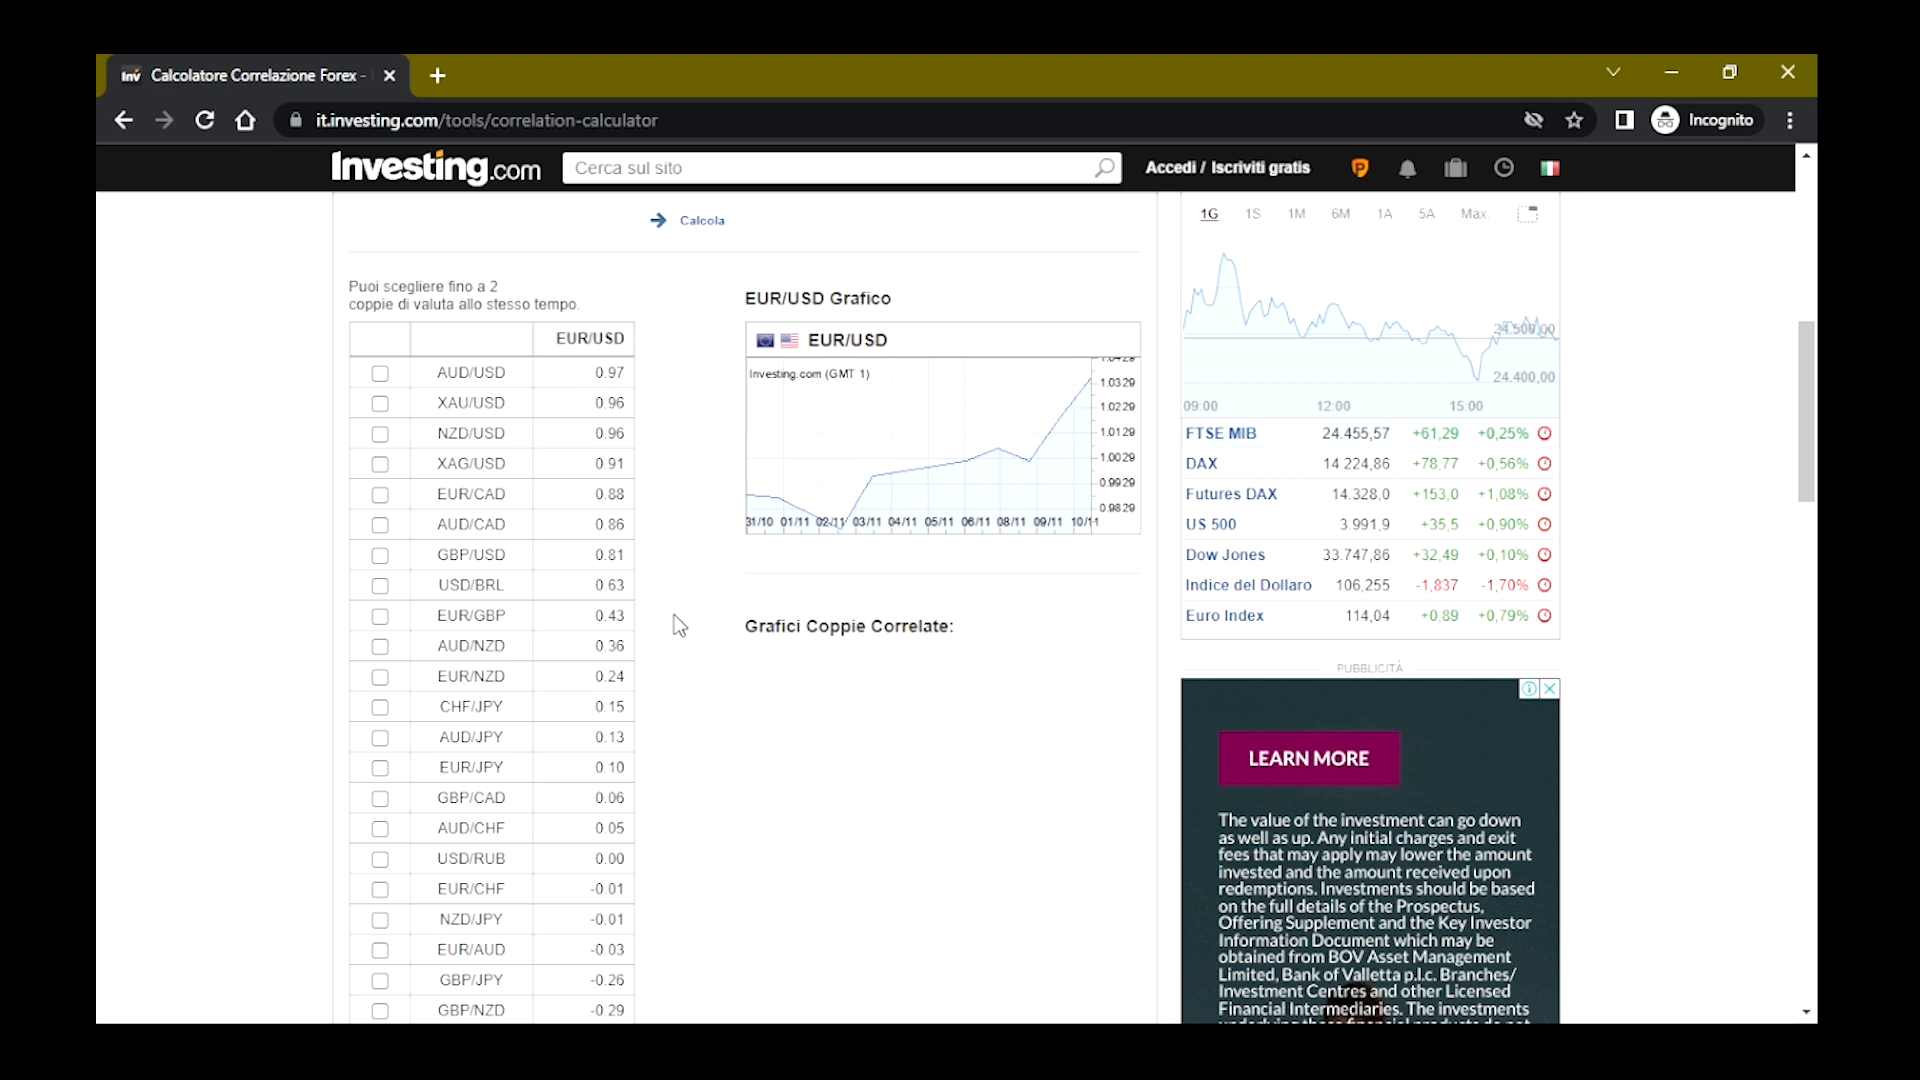 Inv Calcolatore Correlazione Forex -
it.investing.com/tools/correlation-calculator
Incognito
Investing.com
Cerca sul sito
Accedi / Iscriviti gratis
Calcola
Puoi scegliere fino a 2
coppie di valuta allo stesso tempo.
EUR/USD
AUD/USD 0.97
XAU/USD 0.96
NZD/USD 0.96
XAG/USD 0.91
EUR/CAD 0.88
AUD/CAD 0.86
GBP/USD 0.81
USD/BRL 0.63
EUR/GBP 0.43
AUD/NZD 0.36
EUR/NZD 0.24
CHF/JPY 0.15
AUD/JPY 0.13
EUR/JPY 0.10
GBP/CAD 0.06
AUD/CHF 0.05
USD/RUB 0.00
EUR/CHF -0.01
NZD/JPY -0.01
EUR/AUD -0.03
GBP/JPY -0.26
GBP/NZD -0.29
EUR/USD Grafico
EUR/USD
Investing.com (GMT 1)
1.0429
1.0329
1.0229
1.0129
1.0029
0.9929
0.9829
31/10 01/11 02/11 03/11 04/11 05/11 06/11 08/11 09/11 10/11
Grafici Coppie Correlate:
1G 1S 1M 6M 1A 5A Max.
24.500,00
24.400,00
09:00 12:00 15:00
FTSE MIB 24.455,57 +61,29 +0,25%
DAX 14.224,86 +78,77 +0,56%
Futures DAX 14.328,0 +153,0 +1,08%
US 500 3.991,9 +35,5 +0,90%
Dow Jones 33.747,86 +32,49 +0,10%
Indice del Dollaro 106,255 -1,837 -1,70%
Euro Index 114,04 +0,89 +0,79%
PUBBLICITÀ
LEARN MORE
The value of the investment can go down
as well as up. Any initial charges and exit
fees that may apply may lower the amount
invested and the amount received upon
redemptions. Investments should be based
on the full details of the Prospectus,
Offering Supplement and the Key Investor
Information Document which may be
obtained from BOV Asset Management
Limited, Bank of Valletta p.l.c. Branches/
Investment Centres and other Licensed
Financial Intermediaries. The investments